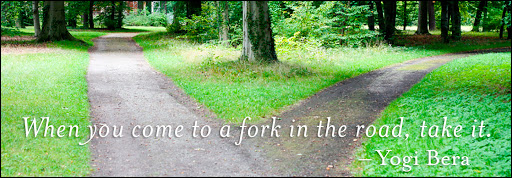 When you come to a fork in the road, take it.
—Yogi Bera